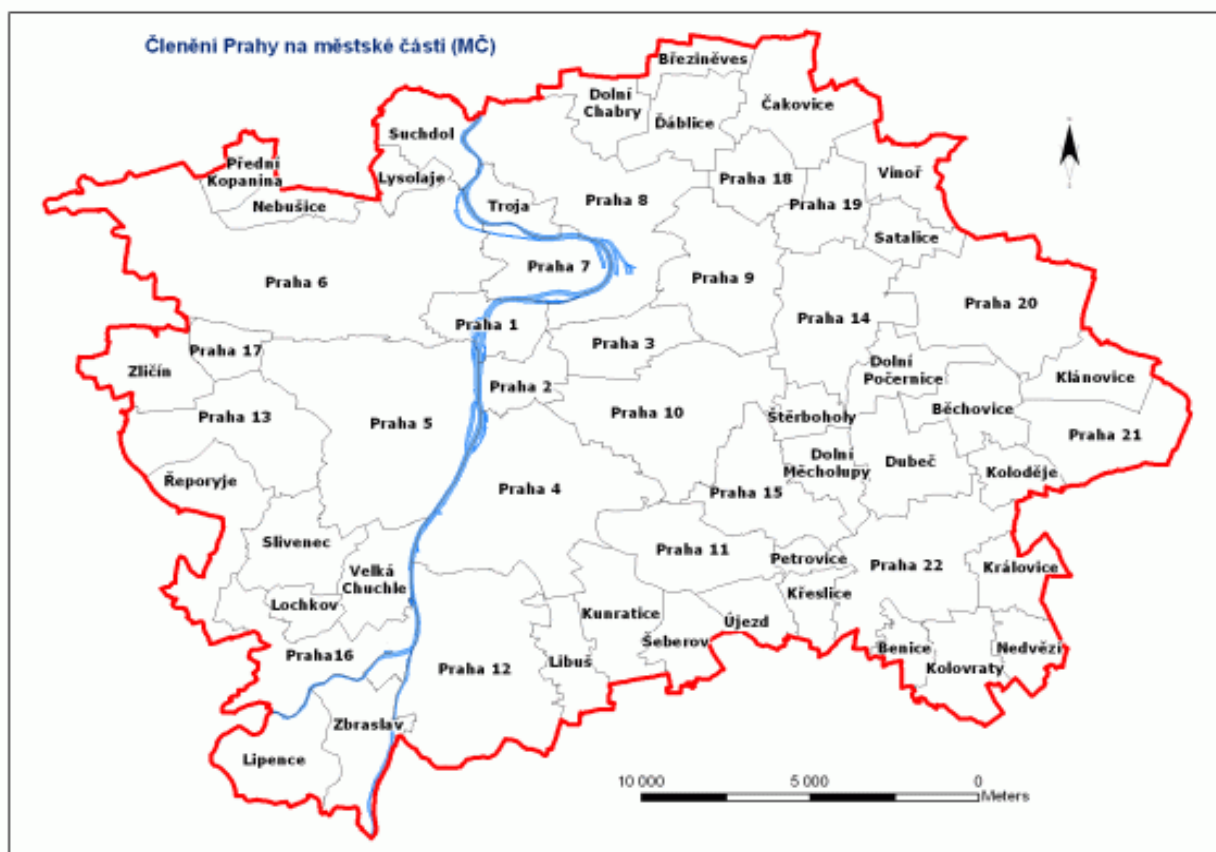 Členění Prahy na městské části (MČ)
Březiněves
Dolní
Chabry
Čakovice
Ďáblice
Suchdol
Přední
Kopanina
Lysolaje
Nebušice
Troja
Praha 8
Praha 18
Vinoř
Praha 19
Satalice
Praha 6
Praha 7
Praha 9
Praha 20
Praha 1
Praha 14
Praha 3
Praha 17
Zličín
Praha 2
Dolní
Počernice
Klánovice
Praha 13
Praha 5
Praha 10
Štěrboholy
Běchovice
Praha 21
Řeporyje
Praha 4
Dolní
Měcholupy
Dubeč
Koloděje
Praha 15
Slivenec
Praha 11
Petrovice
Praha 22
Královice
Velká
Chuchle
Lochkov
Kunratice
Křeslice
Újezd
Šeberov
Benice
Nedvězí
Kolovraty
Praha16
Praha 12
Libuš
Zbraslav
Lipence
10 000 5 000 0
Meters